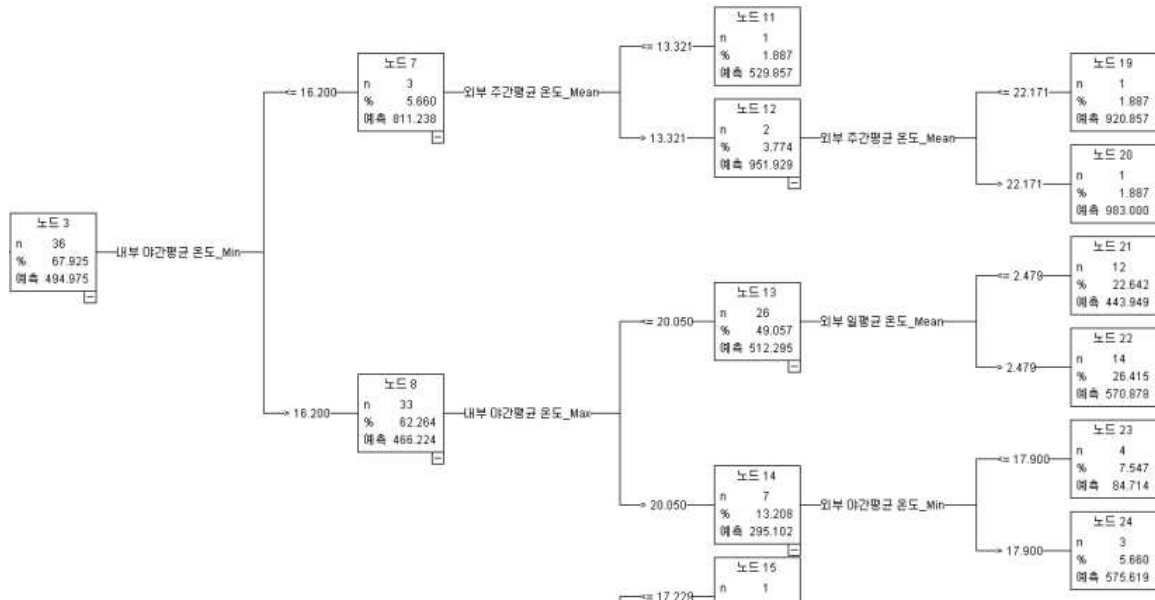 노드 11
n 1
% 1.887
예측 529.857
<= 13.321
노드 7
n 3
% 5.660
예측 811.238
<= 16.200
외부 주간평균 온도_Mean
노드 19
n 1
% 1.887
예측 920.857
<= 22.171
노드 12
n 2
% 3.774
예측 951.929
> 13.321
외부 주간평균 온도_Mean
노드 20
n 1
% 1.887
예측 983.000
> 22.171
노드 3
n 36
% 67.925
예측 494.975
내부 야간평균 온도_Min
노드 21
n 12
% 22.642
예측 443.949
<= 2.479
노드 13
n 26
% 49.057
예측 512.295
<= 20.050
외부 일평균 온도_Mean
노드 22
n 14
% 26.415
예측 570.878
> 2.479
노드 8
n 33
% 62.264
예측 466.224
> 16.200
내부 야간평균 온도_Max
노드 23
n 4
% 7.547
예측 84.714
<= 17.900
노드 14
n 7
% 13.208
예측 295.102
> 20.050
외부 야간평균 온도_Min
노드 24
n 3
% 5.660
예측 575.619
> 17.900
노드 15
n 1
<= 17.229